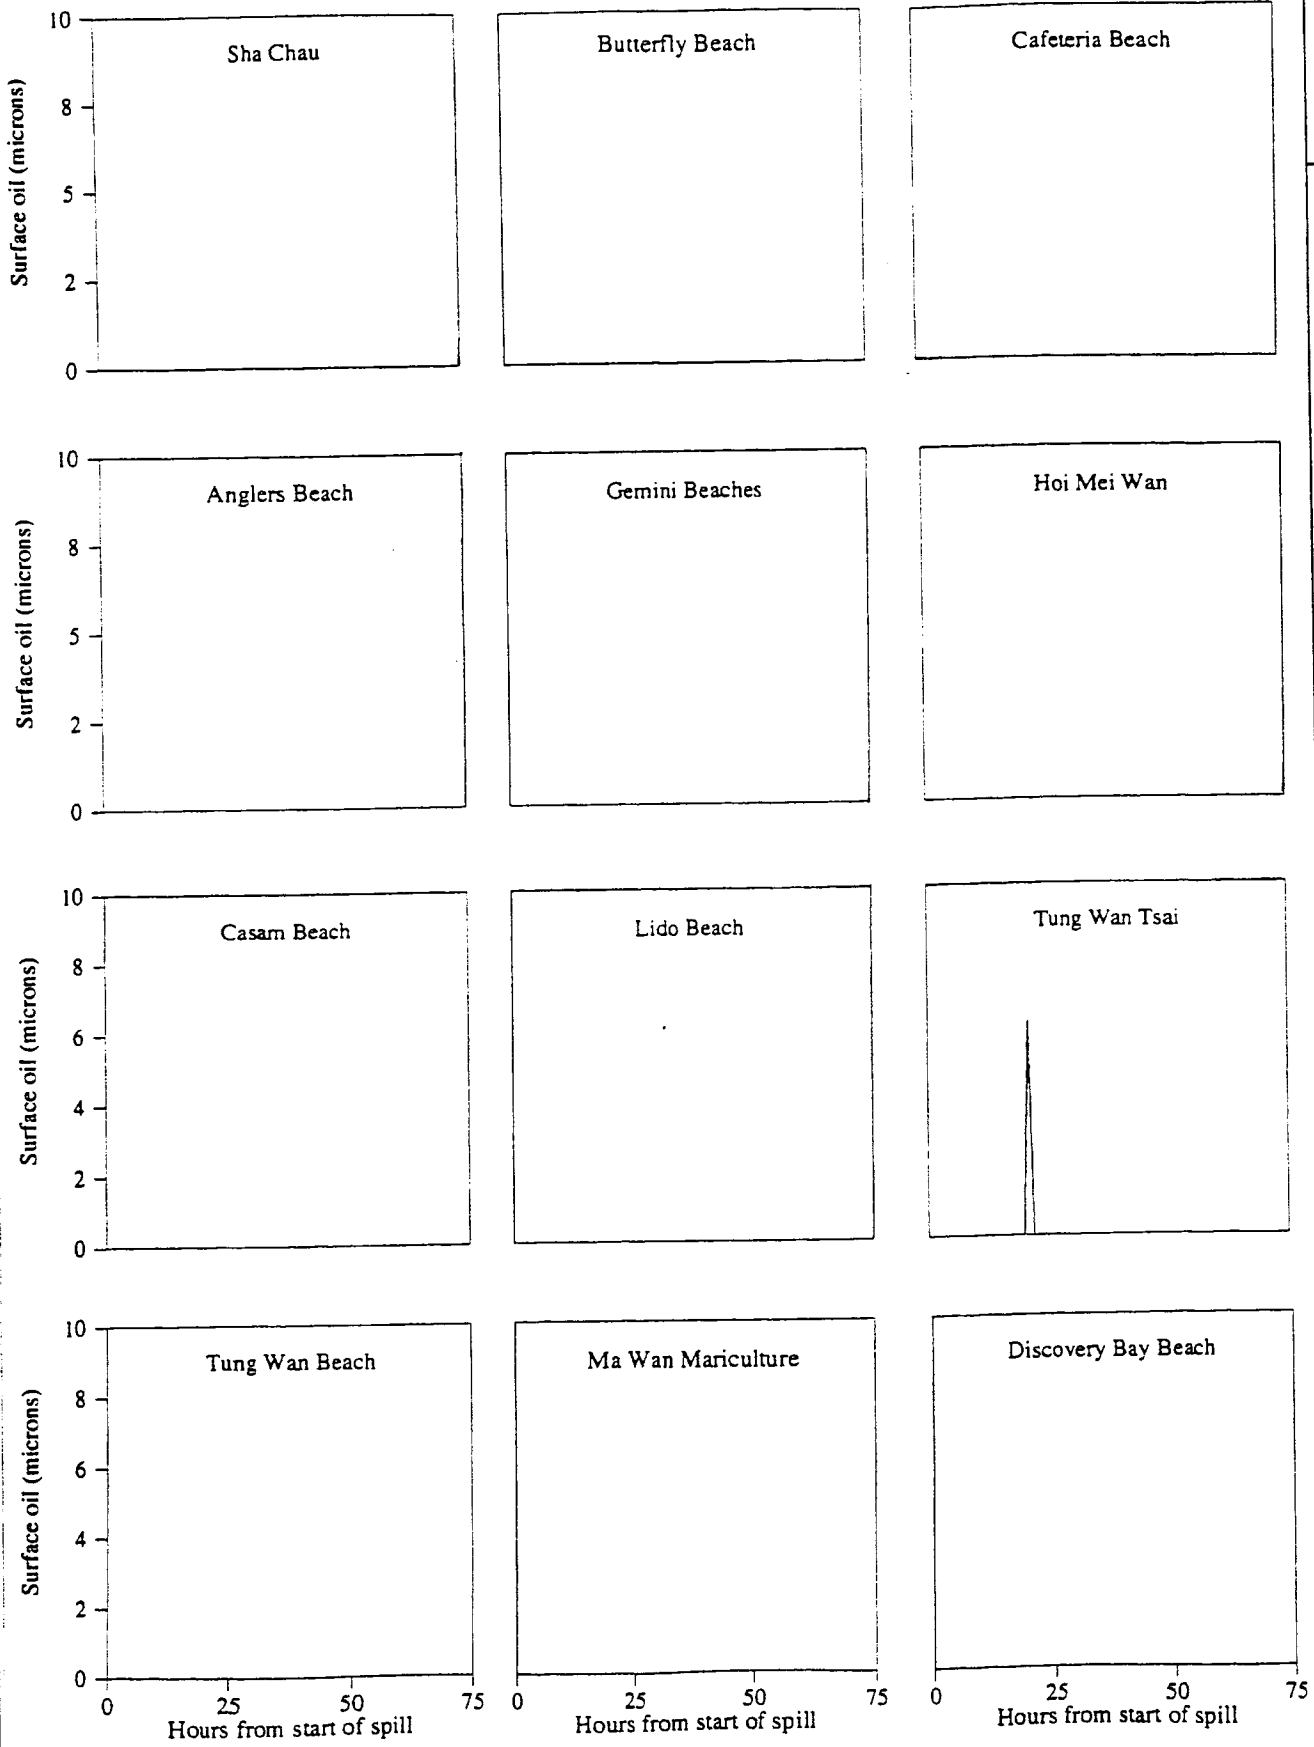 10
Sha Chau
Butterfly Beach
Cafeteria Beach
8
5
2
0
Surface oil (microns)
10
Anglers Beach
Gemini Beaches
Hoi Mei Wan
8
5
2
0
Surface oil (microns)
10
Casam Beach
Lido Beach
Tung Wan Tsai
8
6
4
2
0
Surface oil (microns)
10
Tung Wan Beach
Ma Wan Mariculture
Discovery Bay Beach
8
6
4
2
0
Surface oil (microns)
0 25 50 75
0 25 50 75
0 25 50 75
Hours from start of spill
Hours from start of spill
Hours from start of spill